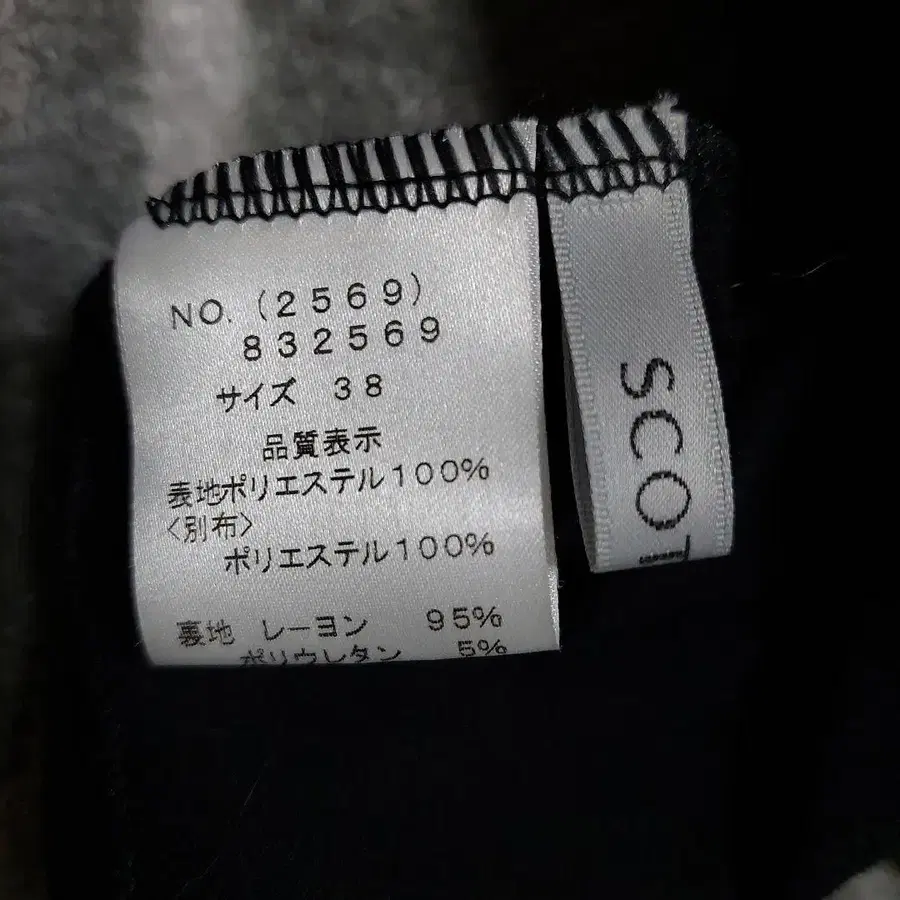 NO.(2569)
832569
サイズ 38
品質表示
表地ポリエステル100%
〈別布〉
ポリエステル100%
裏地 レーヨン 95%
ポリウレタン 5%
SCOT